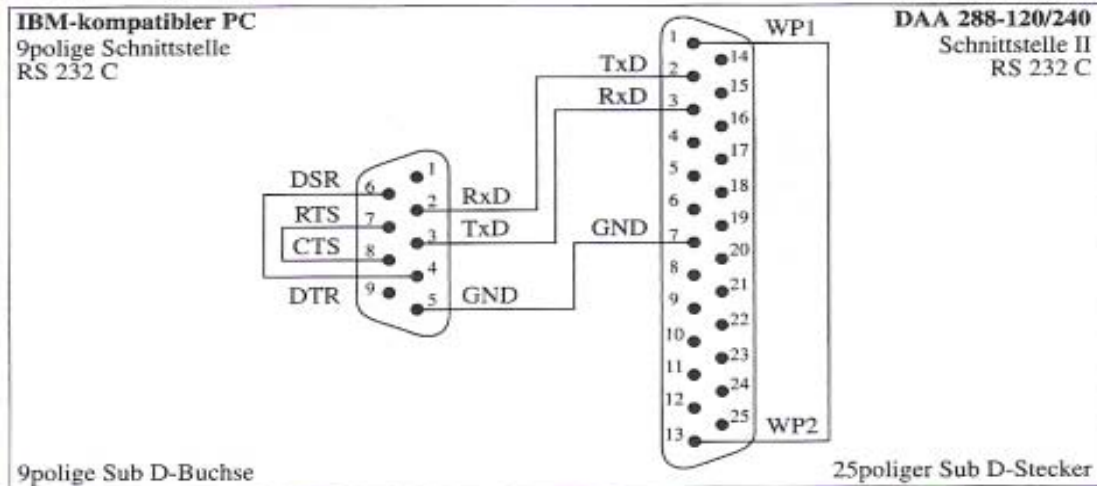 IBM-kompatibler PC
9polige Schnittstelle
RS 232 C
DAA 288-120/240
Schnittstelle II
RS 232 C
WP1
TxD
RxD
GND
WP2
1
2
3
4
5
6
7
8
9
10
11
12
13
14
15
16
17
18
19
20
21
22
23
24
25
DSR
RTS
CTS
DTR
6
7
8
9
1
2
3
4
5
RxD
TxD
GND
9polige Sub D-Buchse
25poliger Sub D-Stecker